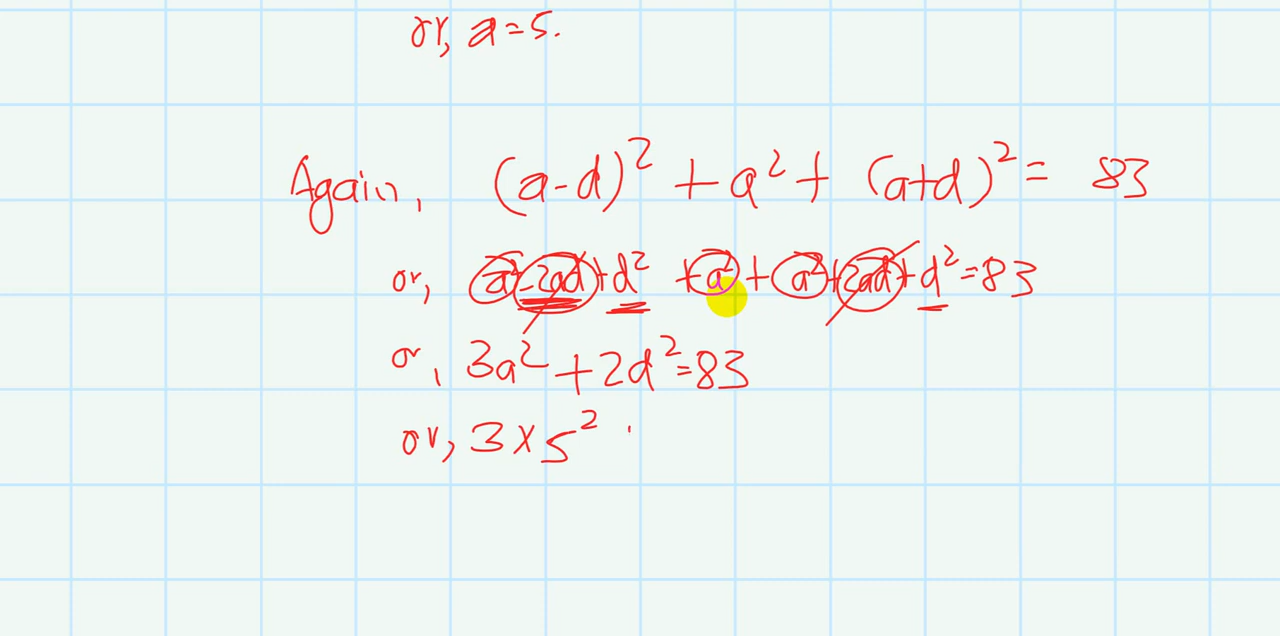 or, a=5.
Again, (a-d)² + a² + (a+d)² = 83
or, a²-2ad+d² +a²+a²+2ad+d²=83
or, 3a²+2d²=83
or, 3×5²